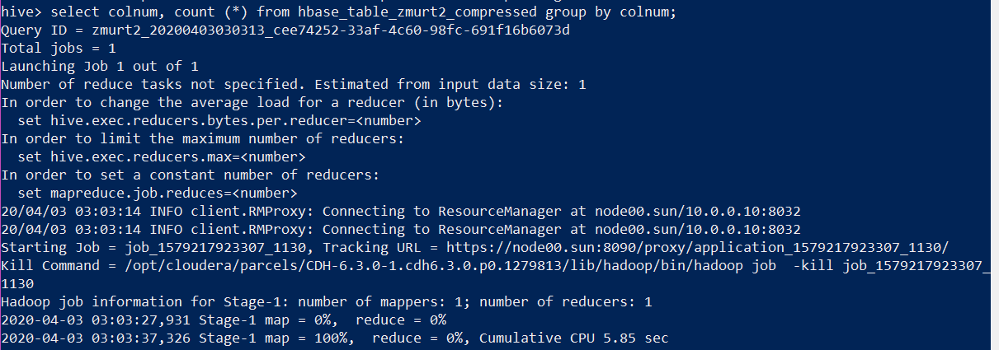 hive> select colnum, count (*) from hbase_table_zmurt2_compressed group by colnum;
Query ID = zmurt2_20200403030313_cee74252-33af-4c60-98fc-691f16b6073d
Total jobs = 1
Launching Job 1 out of 1
Number of reduce tasks not specified. Estimated from input data size: 1
In order to change the average load for a reducer (in bytes):
  set hive.exec.reducers.bytes.per.reducer=<number>
In order to limit the maximum number of reducers:
  set hive.exec.reducers.max=<number>
In order to set a constant number of reducers:
  set mapreduce.job.reduces=<number>
20/04/03 03:03:14 INFO client.RMProxy: Connecting to ResourceManager at node00.sun/10.0.0.10:8032
20/04/03 03:03:14 INFO client.RMProxy: Connecting to ResourceManager at node00.sun/10.0.0.10:8032
Starting Job = job_1579217923307_1130, Tracking URL = https://node00.sun:8090/proxy/application_1579217923307_1130/
Kill Command = /opt/cloudera/parcels/CDH-6.3.0-1.cdh6.3.0.p0.1279813/lib/hadoop/bin/hadoop job  -kill job_1579217923307_
1130
Hadoop job information for Stage-1: number of mappers: 1; number of reducers: 1
2020-04-03 03:03:27,931 Stage-1 map = 0%,  reduce = 0%
2020-04-03 03:03:37,326 Stage-1 map = 100%,  reduce = 0%, Cumulative CPU 5.85 sec